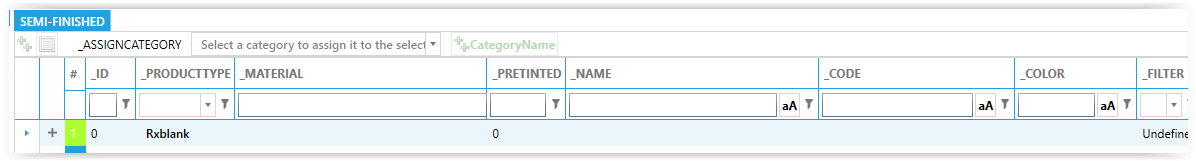 SEMI-FINISHED
_ASSIGNCATEGORY Select a category to assign it to the select CategoryName
# _ID _PRODUCTTYPE _MATERIAL _PRETINTED _NAME _CODE _COLOR _FILTER
aA aA aA
1 0 Rxblank 0 Undefine